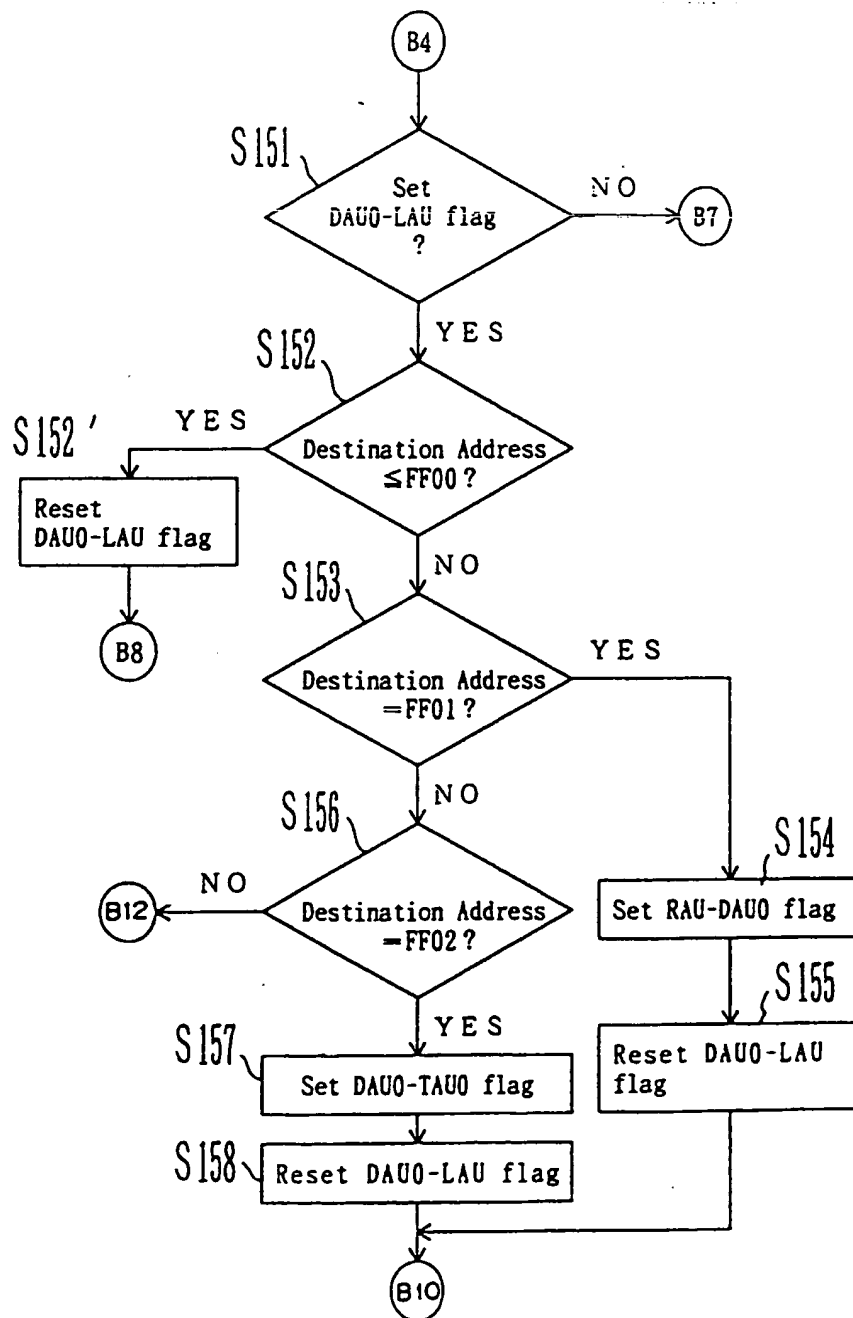 B4
S151
Set
DAU0-LAU flag
?
NO
B7
YES
S152
Destination Address
≦FF00?
YES
S152'
Reset
DAU0-LAU flag
B8
NO
S153
Destination Address
=FF01?
YES
NO
S156
Destination Address
=FF02?
NO
B12
S154
Set RAU-DAU0 flag
S155
Reset DAU0-LAU
flag
YES
S157
Set DAU0-TAU0 flag
S158
Reset DAU0-LAU flag
B10